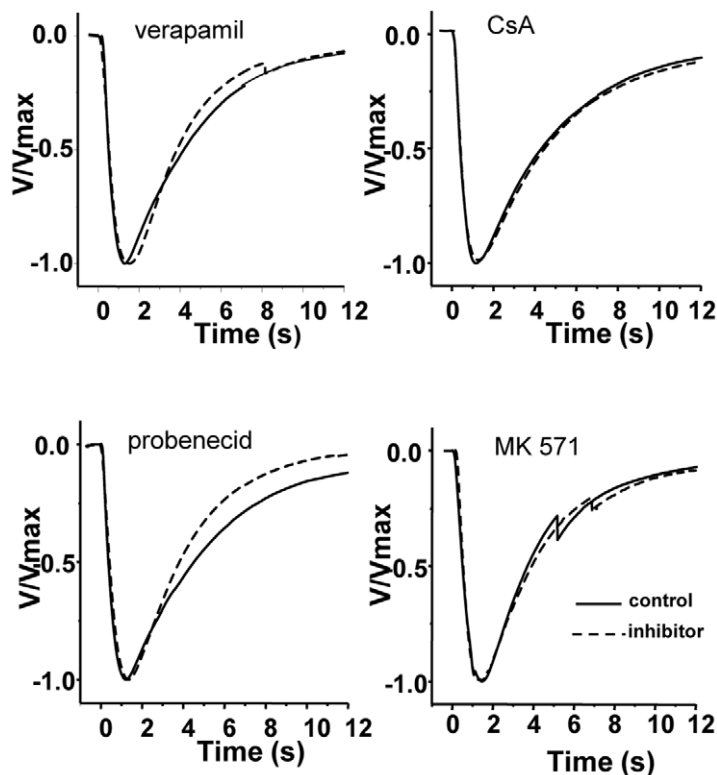 verapamil
V/Vmax
0.0
-0.5
-1.0
0 2 4 6 8 10 12
Time (s)
CsA
V/Vmax
0.0
-0.5
-1.0
0 2 4 6 8 10 12
Time (s)
probenecid
V/Vmax
0.0
-0.5
-1.0
0 2 4 6 8 10 12
Time (s)
MK 571
V/Vmax
0.0
-0.5
-1.0
control
inhibitor
0 2 4 6 8 10 12
Time (s)